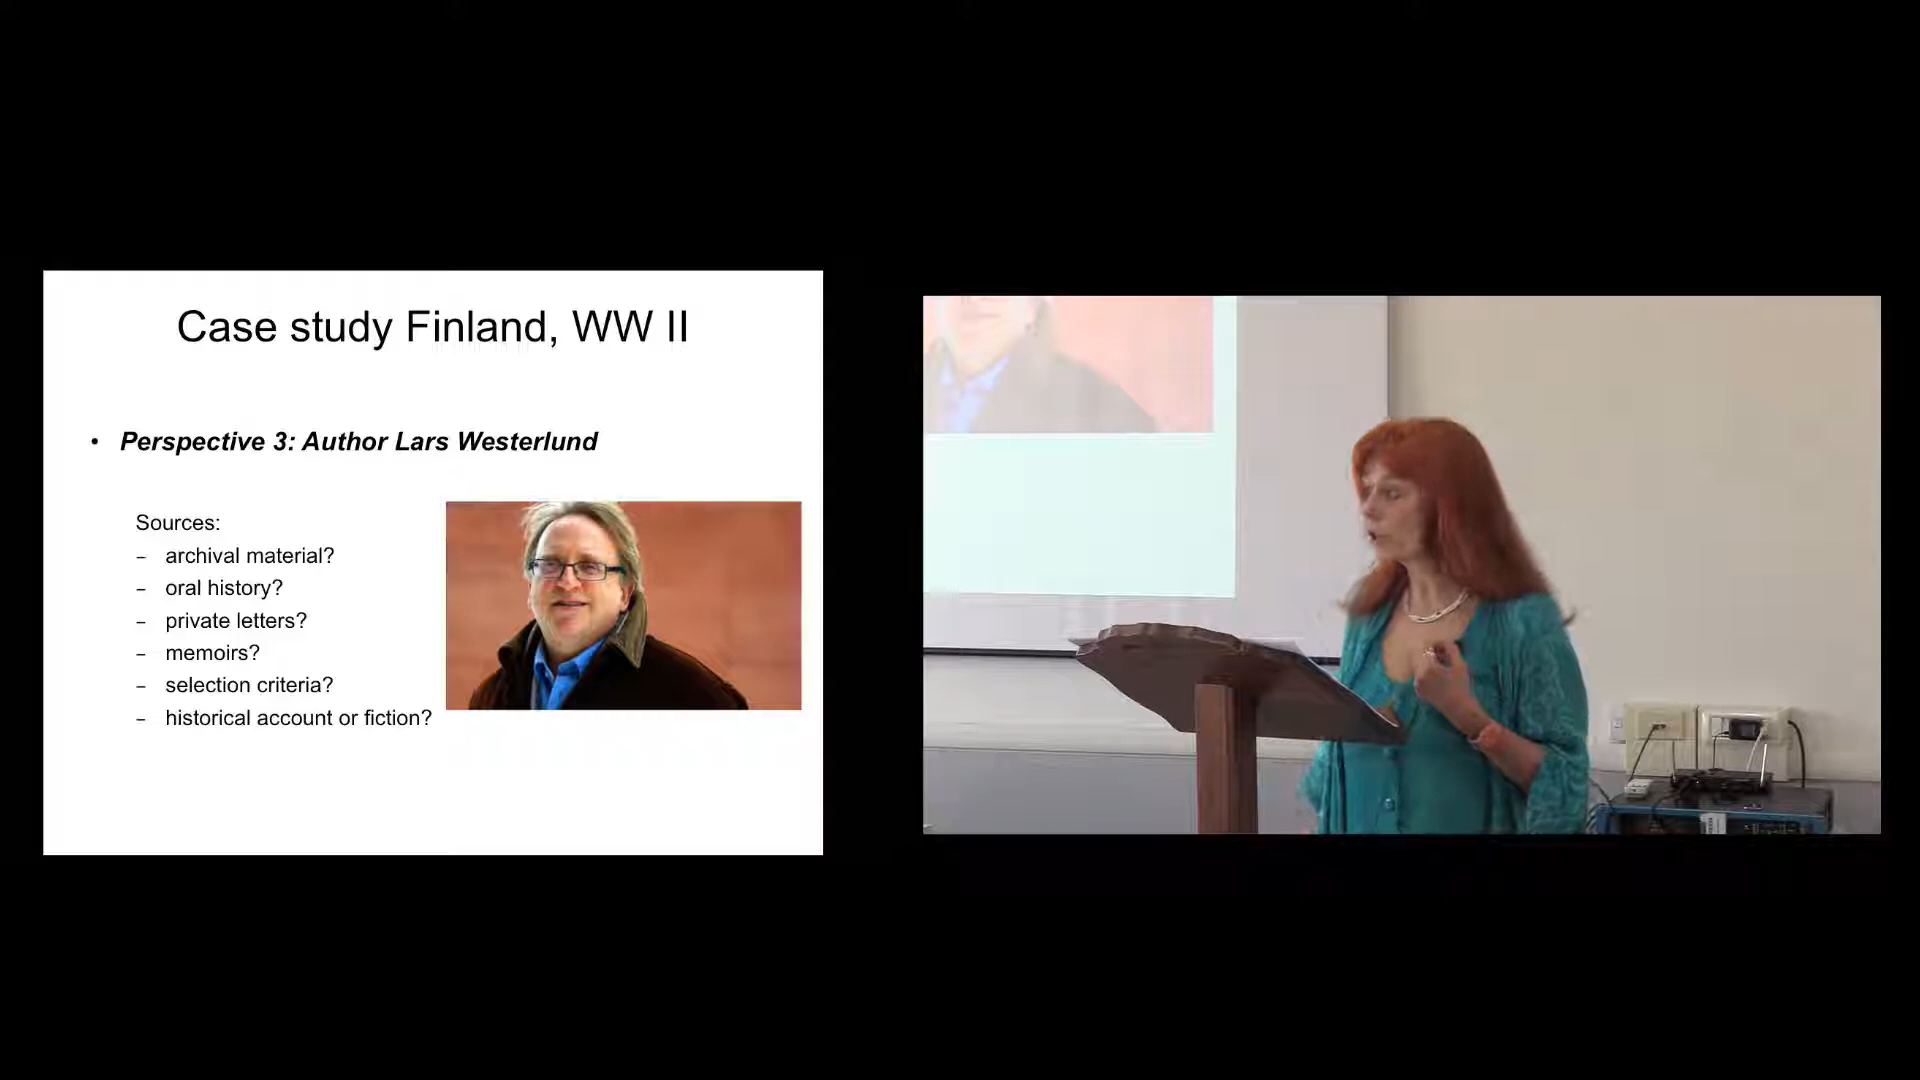 Case study Finland, WW II
• Perspective 3: Author Lars Westerlund
Sources:
– archival material?
– oral history?
– private letters?
– memoirs?
– selection criteria?
– historical account or fiction?